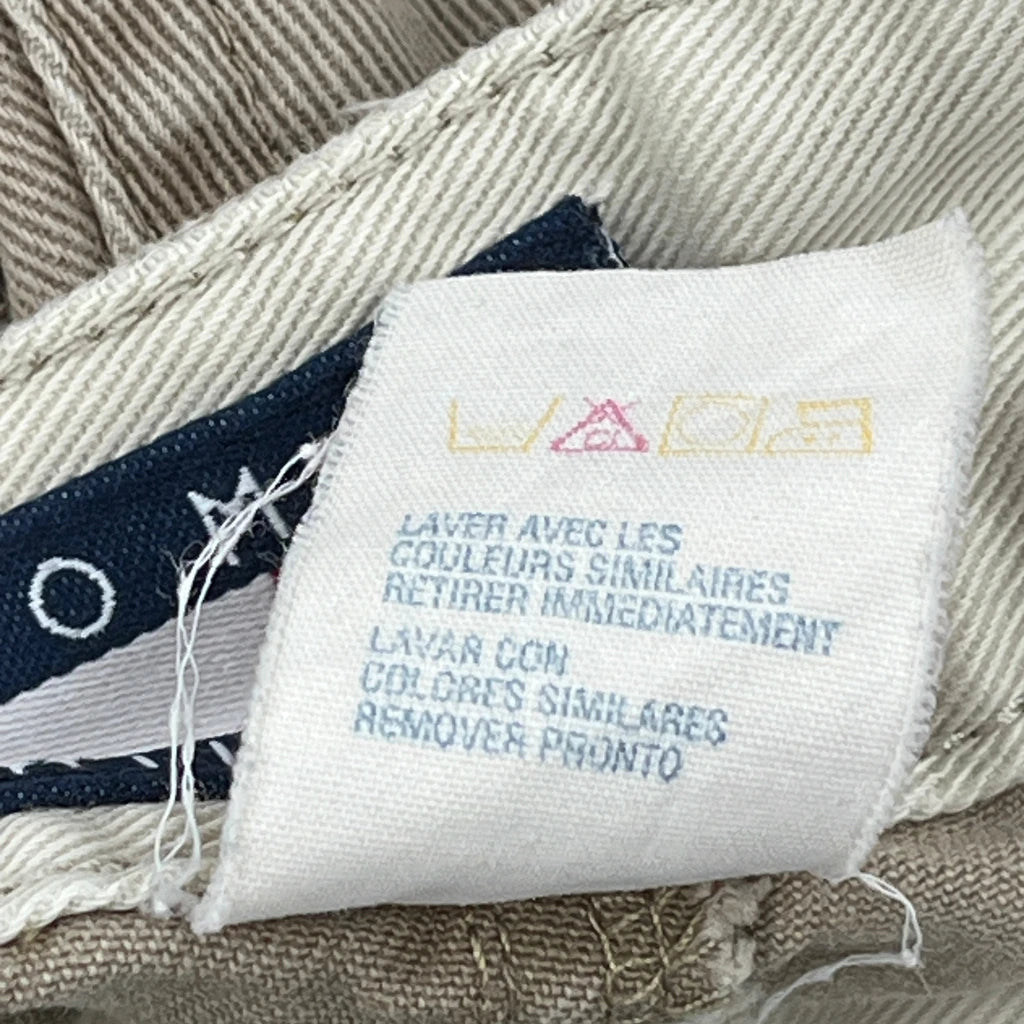 O M
LAVER AVEC LES
COULEURS SIMILAIRES
RETIRER IMMEDIATEMENT
LAVAR CON
COLORES SIMILARES
REMOVER PRONTO